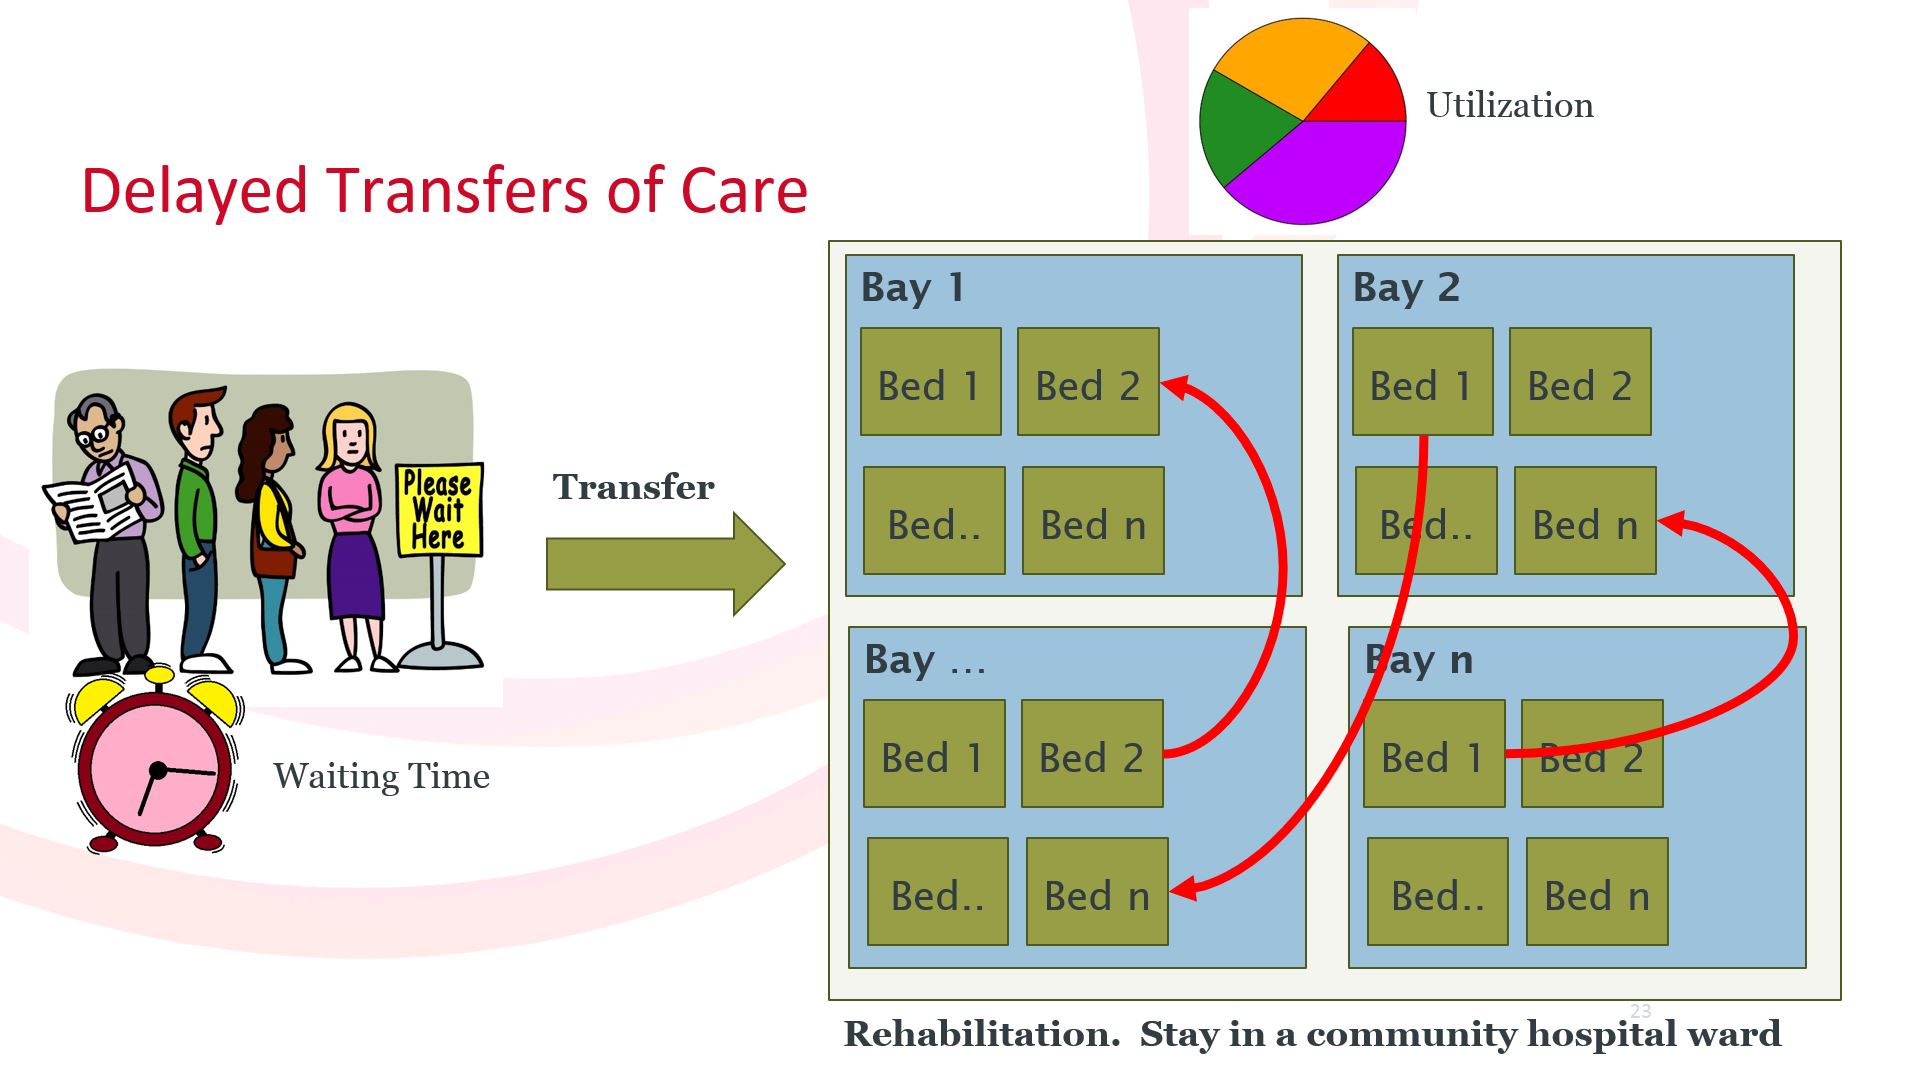 Utilization
Delayed Transfers of Care
Please
Wait
Here
Transfer
Waiting Time
Bay 1
Bed 1
Bed 2
Bed..
Bed n
Bay 2
Bed 1
Bed 2
Bed..
Bed n
Bay ...
Bed 1
Bed 2
Bed..
Bed n
Bay n
Bed 1
Bed 2
Bed..
Bed n
23
Rehabilitation.  Stay in a community hospital ward